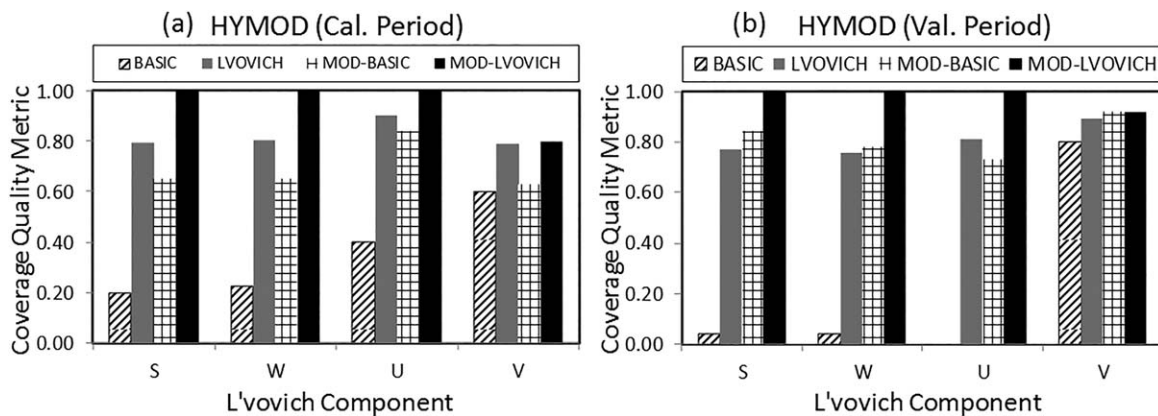 (a) HYMOD (Cal. Period)
BASIC LVOVICH MOD-BASIC MOD-LVOVICH
Coverage Quality Metric
1.00
0.80
0.60
0.40
0.20
0.00
S W U V
L'vovich Component
(b) HYMOD (Val. Period)
BASIC LVOVICH MOD-BASIC MOD-LVOVICH
Coverage Quality Metric
1.00
0.80
0.60
0.40
0.20
0.00
S W U V
L'vovich Component